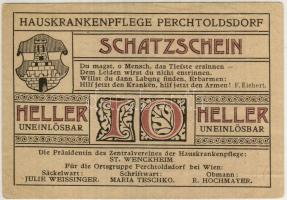 HAUSKRANKENPFLEGE PERCHTOLDSDORF
SCHATZSCHEIN
Du magst, o Mensch, das Tiefste ersinnen —
Dem Leiden wirst du nicht entrinnen.
Willst du dann Labung finden, Erbarmen:
Hilf jetzt den Kranken, hilf jetzt den Armen! F. Eichert.
HELLER 10 HELLER
UNEINLÖSBAR UNEINLÖSBAR
Die Präsidentin des Zentralvereines der Hauskrankenpflege:
ST. WENCKHEIM
Für die Ortsgruppe Perchtoldsdorf bei Wien:
Säckelwart: Schriftwart: Obmann:
JULIE WEISSINGER. MARIA TESCHKO. R. HOCHMAYER.